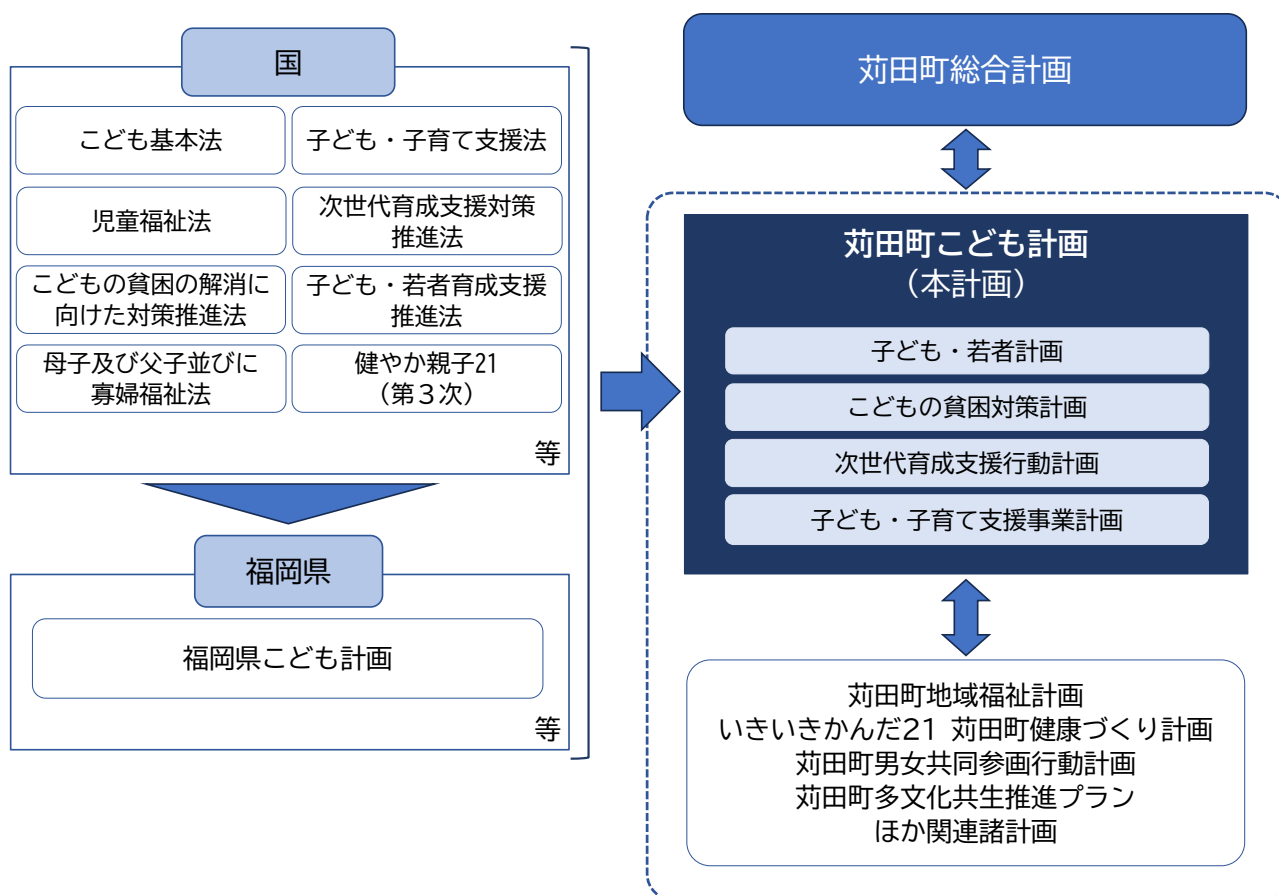 国
こども基本法
子ども・子育て支援法
児童福祉法
次世代育成支援対策
推進法
こどもの貧困の解消に
向けた対策推進法
子ども・若者育成支援
推進法
母子及び父子並びに
寡婦福祉法
健やか親子21
（第３次）
等
福岡県
福岡県こども計画
等
苅田町総合計画
苅田町こども計画
（本計画）
子ども・若者計画
こどもの貧困対策計画
次世代育成支援行動計画
子ども・子育て支援事業計画
苅田町地域福祉計画
いきいきかんだ21 苅田町健康づくり計画
苅田町男女共同参画行動計画
苅田町多文化共生推進プラン
ほか関連諸計画